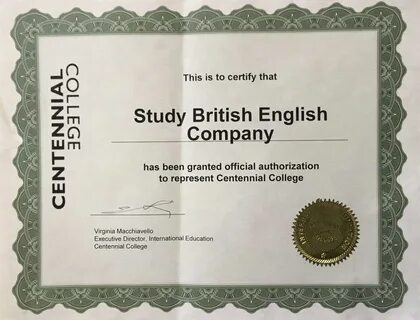 CENTENNIAL
COLLEGE
This is to certify that
Study British English
Company
has been granted official authorization
to represent Centennial College
Virginia Macchiavello
Executive Director, International Education
Centennial College